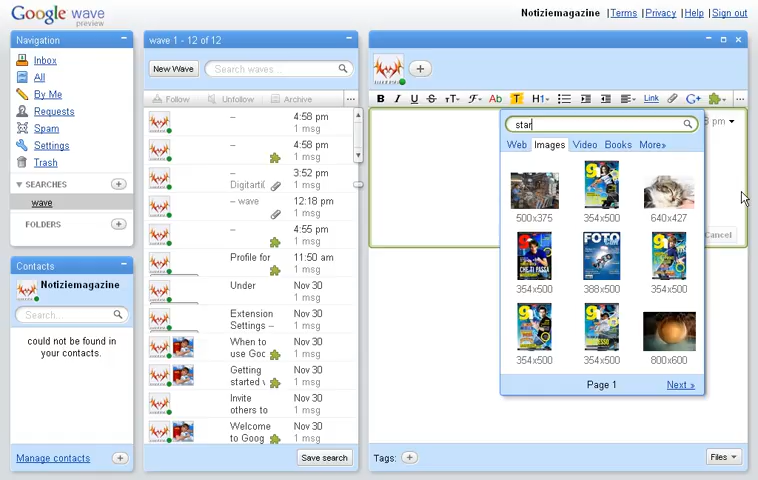 Google wave
preview
Notiziemagazine | Terms | Privacy | Help | Sign out
Navigation
Inbox
All
By Me
Requests
Spam
Settings
Trash
SEARCHES
wave
FOLDERS
Contacts
Notiziemagazine
Search...
could not be found in
your contacts.
Manage contacts
wave 1 - 12 of 12
New Wave
Search waves ..
Follow Unfollow Archive ...
– 4:58 pm
1 msg
– 4:58 pm
1 msg
– 3:52 pm
Digitarti( 1 msg
– wave 12:18 pm
1 msg
– 4:55 pm
1 msg
Profile for 11:50 am
1 msg
Under Nov 30
1 msg
Extension Nov 30
Settings – 1 msg
When to Nov 30
use Goo 1 msg
Getting Nov 30
started v 1 msg
Invite Nov 30
others to 1 msg
Welcome Nov 30
to Goog 1 msg
Save search
B I U S TT F Ab T H1 Link G+ ...
pm
Cancel
star
Web Images Video Books More»
500x375 354x500 640x427
354x500 388x500 354x500
354x500 354x500 800x600
Page 1 Next »
Tags:
Files